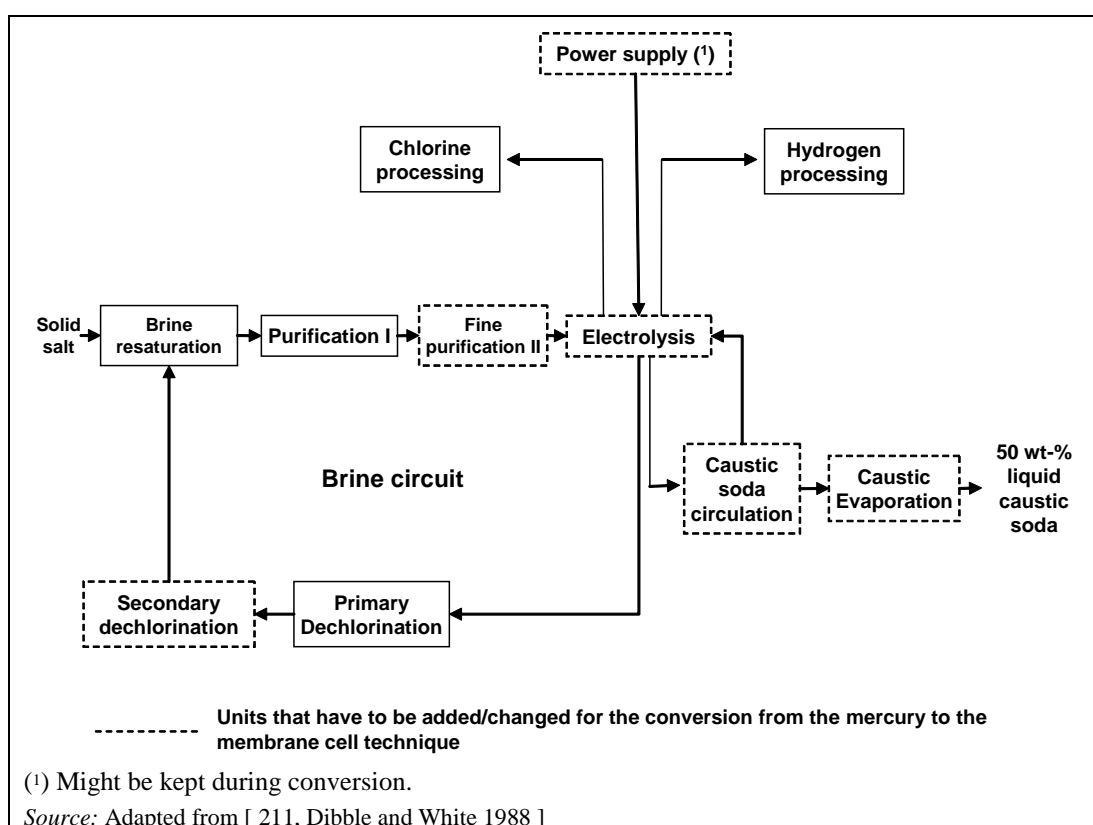 Power supply (¹)
Chlorine
processing
Hydrogen
processing
Solid
salt
Brine
resaturation
Purification I
Fine
purification II
Electrolysis
Brine circuit
Caustic
soda
circulation
Caustic
Evaporation
50 wt-%
liquid
caustic
soda
Secondary
dechlorination
Primary
Dechlorination
Units that have to be added/changed for the conversion from the mercury to the
membrane cell technique
(¹) Might be kept during conversion.
Source: Adapted from [ 211, Dibble and White 1988 ]